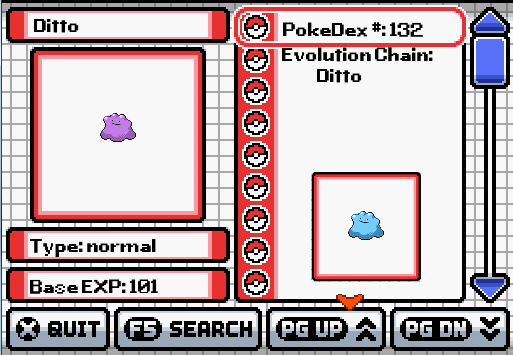 Ditto
PokeDex #:132
Evolution Chain:
Ditto
Type: normal
Base EXP: 101
X QUIT
F5 SEARCH
PG UP
PG DN